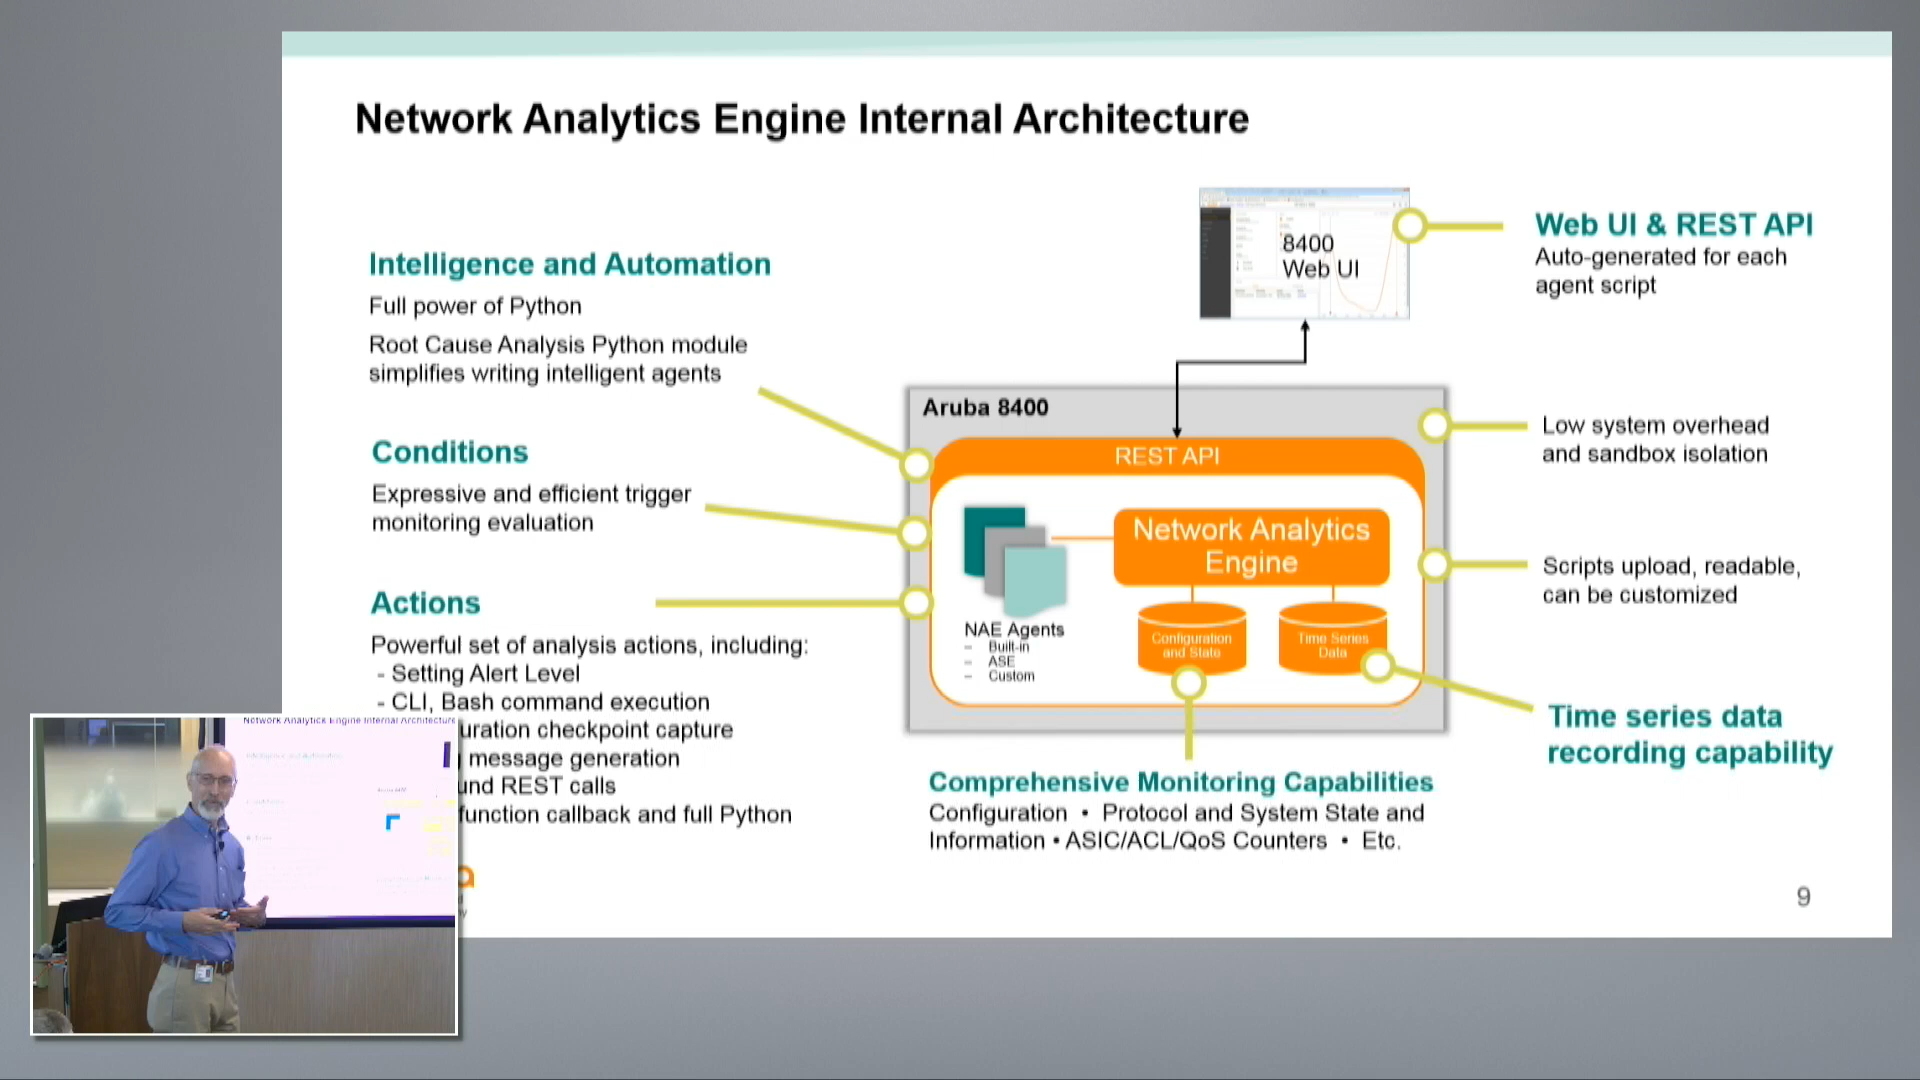 Network Analytics Engine Internal Architecture
Intelligence and Automation
Full power of Python
Root Cause Analysis Python module
simplifies writing intelligent agents
Conditions
Expressive and efficient trigger
monitoring evaluation
Actions
Powerful set of analysis actions, including:
- Setting Alert Level
- CLI, Bash command execution
uration checkpoint capture
message generation
und REST calls
function callback and full Python
8400
Web UI
Web UI & REST API
Auto-generated for each
agent script
Aruba 8400
REST API
Network Analytics
Engine
NAE Agents
– Built-in
– ASE
– Custom
Configuration
and State
Time Series
Data
Low system overhead
and sandbox isolation
Scripts upload, readable,
can be customized
Time series data
recording capability
Comprehensive Monitoring Capabilities
Configuration • Protocol and System State and
Information • ASIC/ACL/QoS Counters • Etc.
9
Network Analytics Engine Internal Architecture